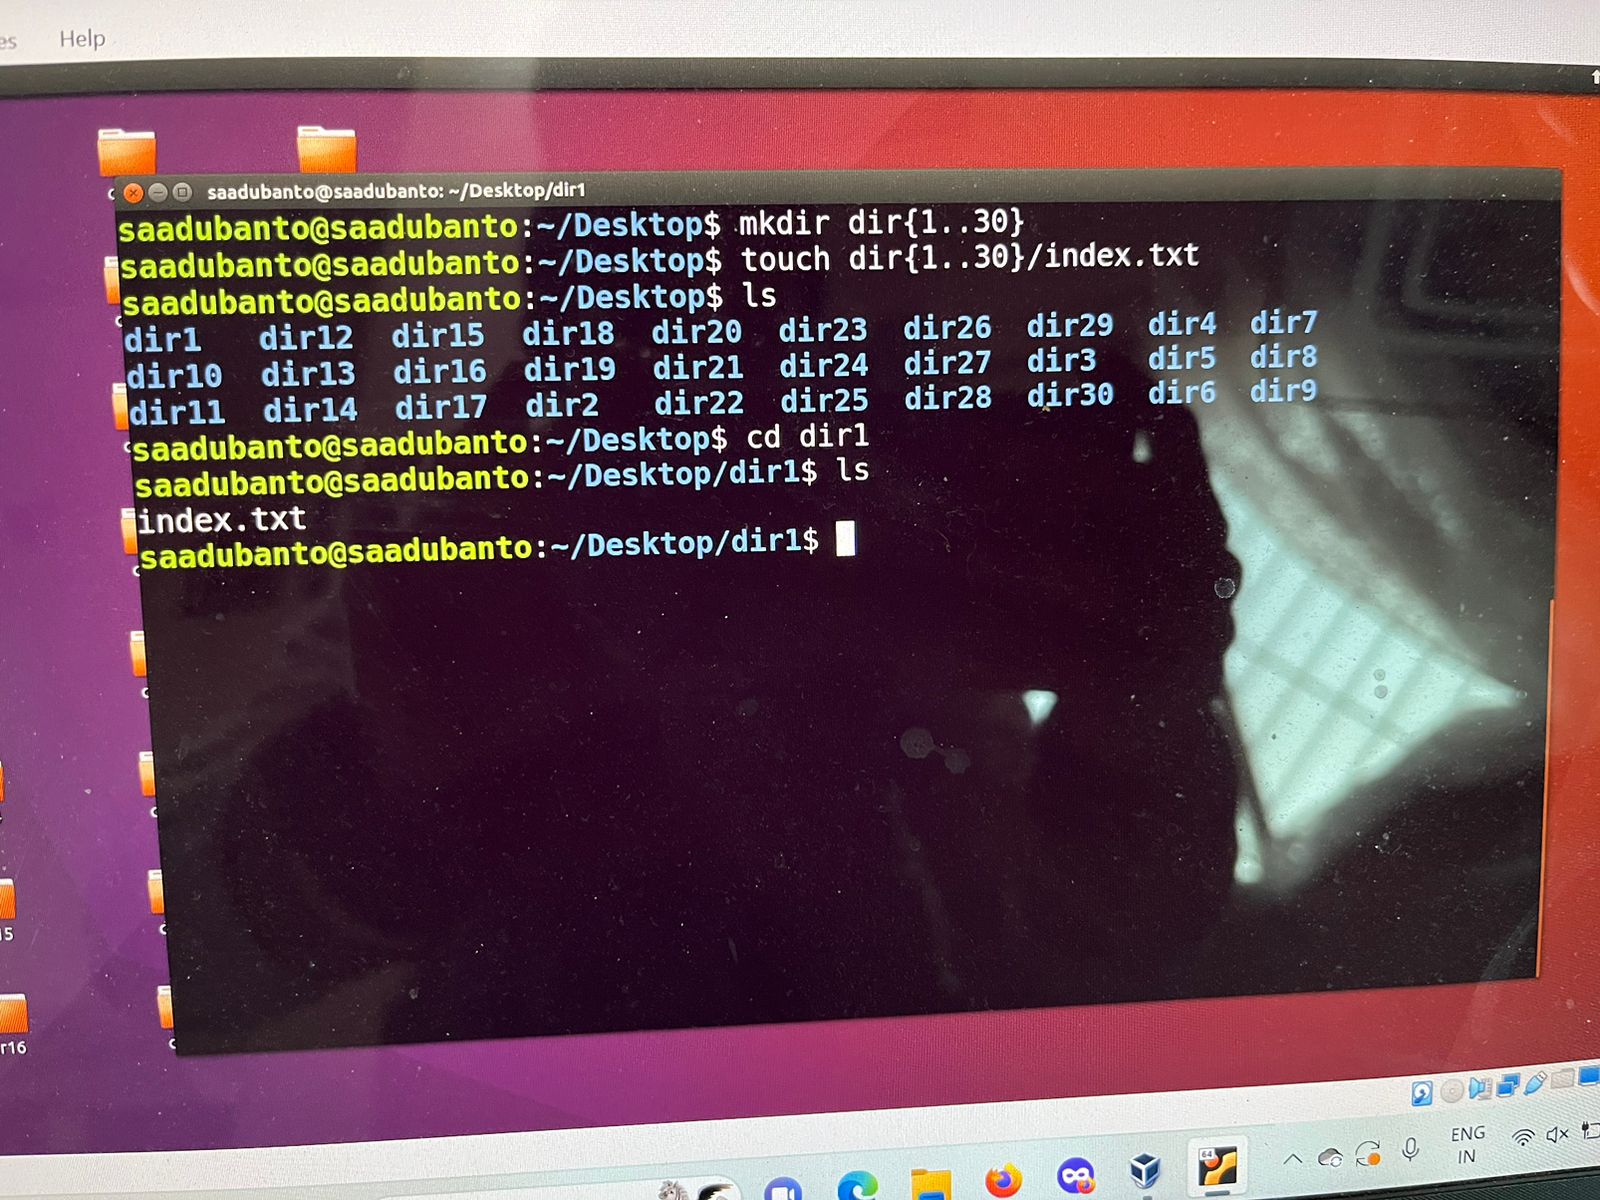 Help
saadubanto@saadubanto: ~/Desktop/dir1
saadubanto@saadubanto:~/Desktop$ mkdir dir{1..30}
saadubanto@saadubanto:~/Desktop$ touch dir{1..30}/index.txt
saadubanto@saadubanto:~/Desktop$ ls
dir1 dir12 dir15 dir18 dir20 dir23 dir26 dir29 dir4 dir7
dir10 dir13 dir16 dir19 dir21 dir24 dir27 dir3 dir5 dir8
dir11 dir14 dir17 dir2 dir22 dir25 dir28 dir30 dir6 dir9
saadubanto@saadubanto:~/Desktop$ cd dir1
saadubanto@saadubanto:~/Desktop/dir1$ ls
index.txt
saadubanto@saadubanto:~/Desktop/dir1$
15
r16
64
ENG
IN